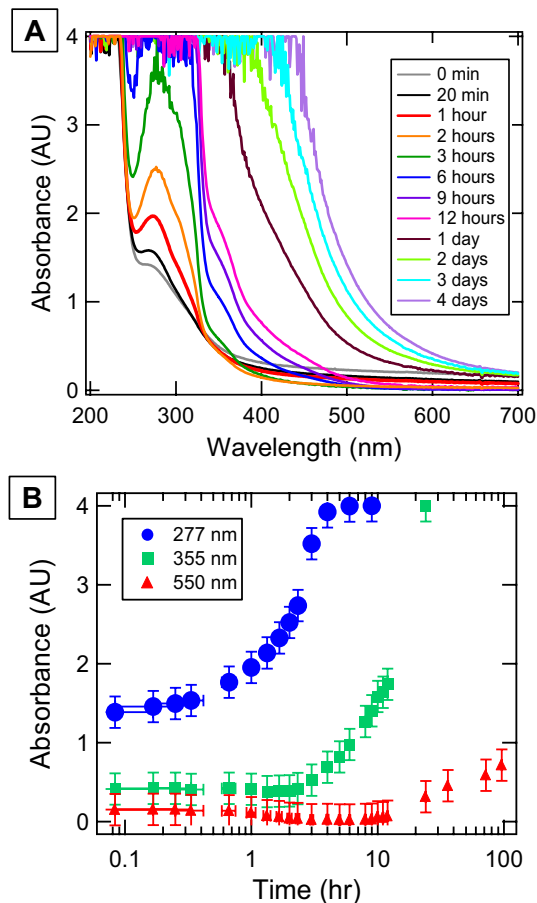 A
4
3
2
1
0
Absorbance (AU)
0 min
20 min
1 hour
2 hours
3 hours
6 hours
9 hours
12 hours
1 day
2 days
3 days
4 days
200
300
400
500
600
700
Wavelength (nm)
B
4
3
2
1
0
Absorbance (AU)
277 nm
355 nm
550 nm
0.1
1
10
100
Time (hr)